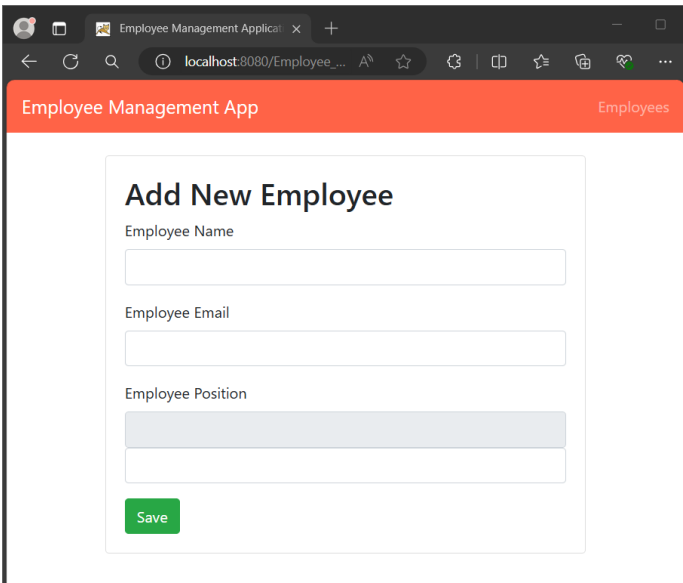 Employee Management Applicati
localhost:8080/Employee_...
Employee Management App
Employees
Add New Employee
Employee Name
Employee Email
Employee Position
Save